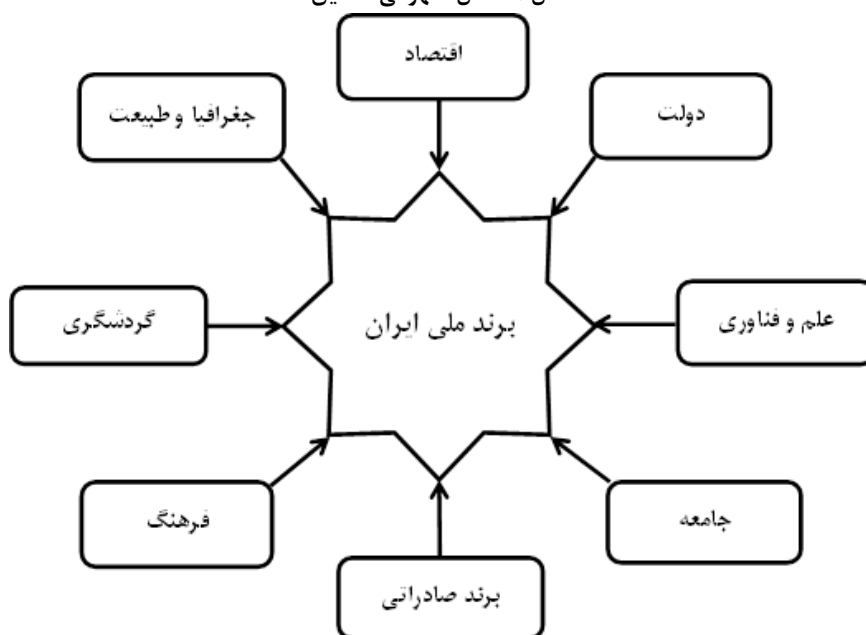 اقتصاد
دولت
جغرافیا و طبیعت
علم و فناوری
برند ملی ایران
گردشگری
جامعه
فرهنگ
برند صادراتی